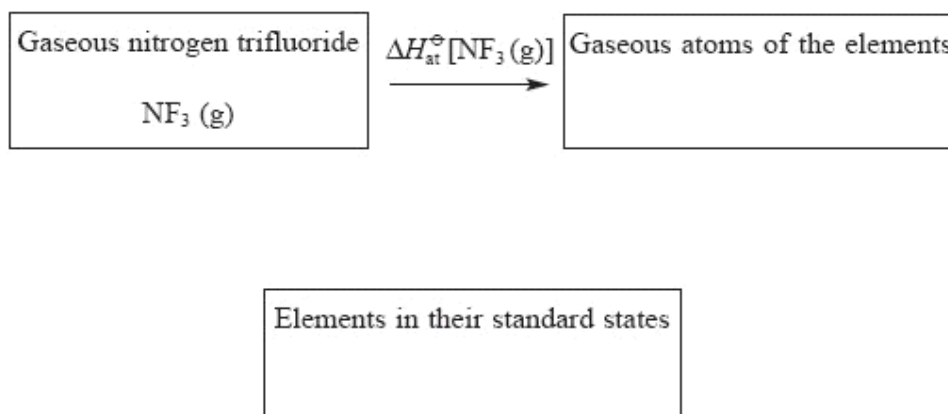 Gaseous nitrogen trifluoride
NF₃ (g)
ΔH°at [NF₃ (g)]
Gaseous atoms of the elements
Elements in their standard states